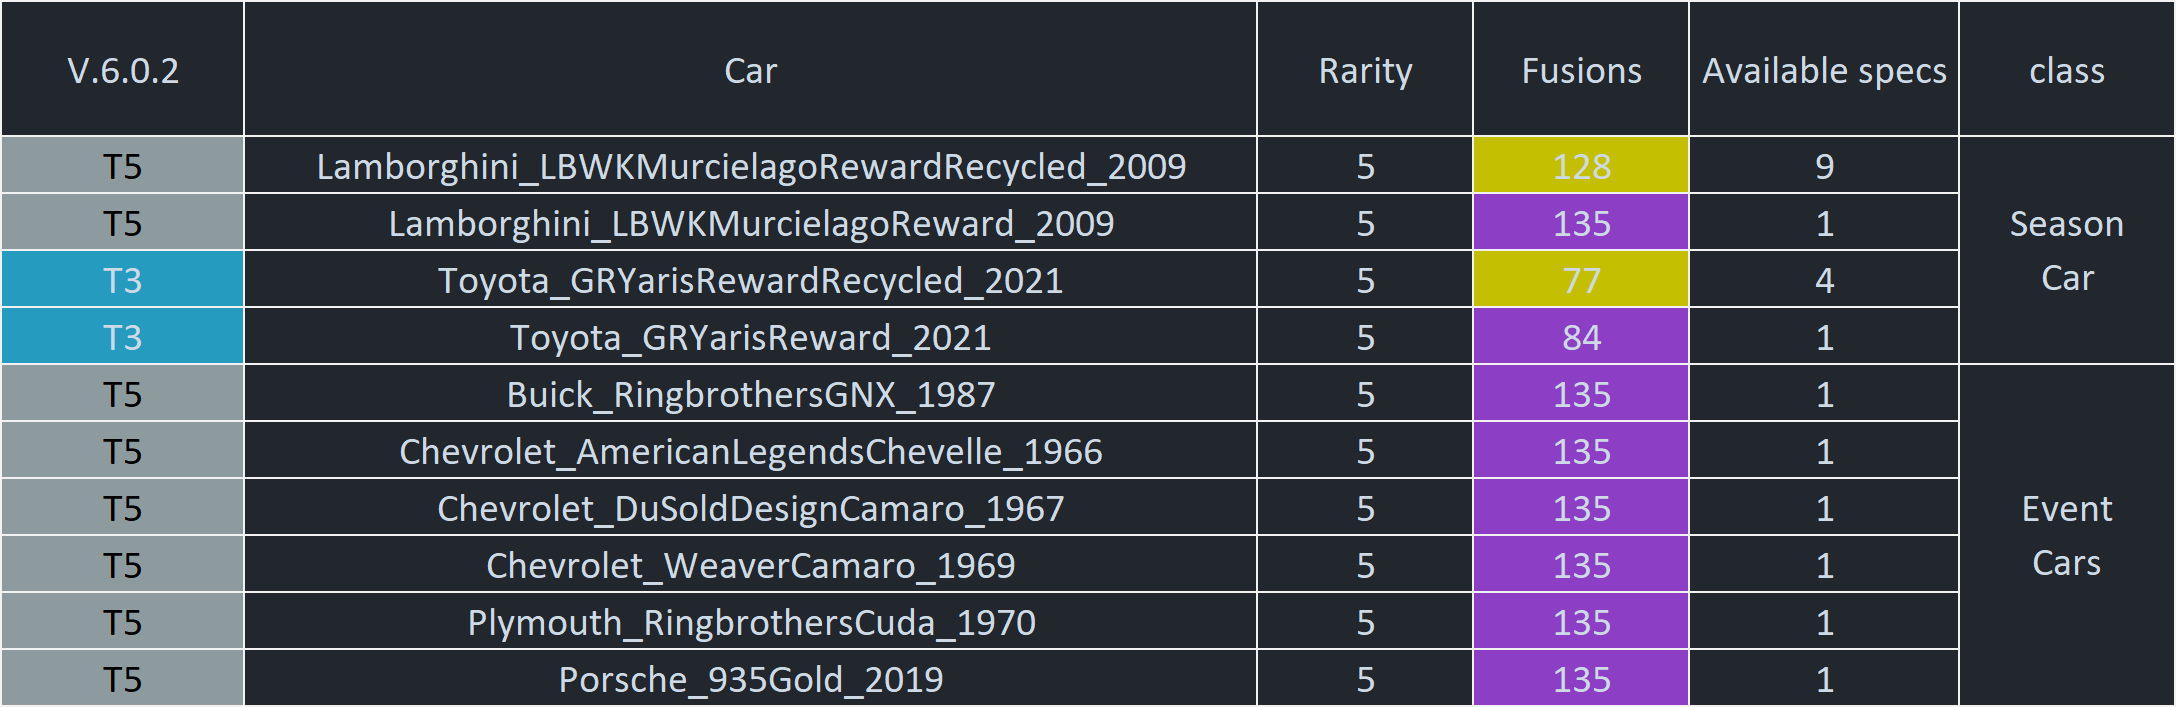 V.6.0.2 Car Rarity Fusions Available specs class
T5 Lamborghini_LBWKMurcielagoRewardRecycled_2009 5 128 9
T5 Lamborghini_LBWKMurcielagoReward_2009 5 135 1
T3 Toyota_GRYarisRewardRecycled_2021 5 77 4
T3 Toyota_GRYarisReward_2021 5 84 1
Season
Car
T5 Buick_RingbrothersGNX_1987 5 135 1
T5 Chevrolet_AmericanLegendsChevelle_1966 5 135 1
T5 Chevrolet_DuSoldDesignCamaro_1967 5 135 1
T5 Chevrolet_WeaverCamaro_1969 5 135 1
T5 Plymouth_RingbrothersCuda_1970 5 135 1
T5 Porsche_935Gold_2019 5 135 1
Event
Cars